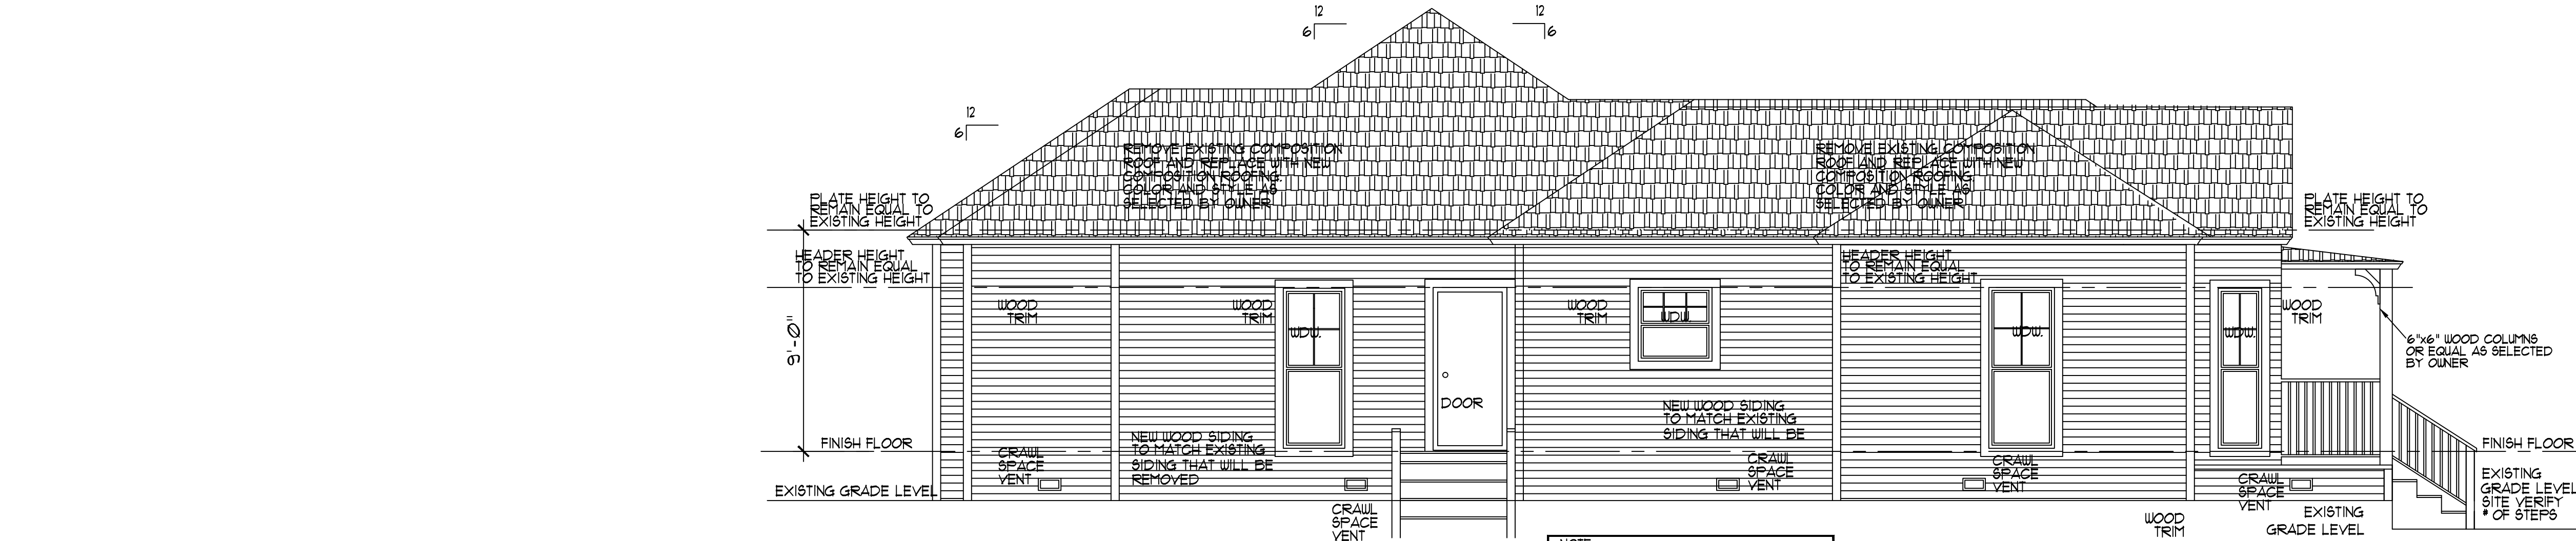 12
6
12
6
12
6
REMOVE EXISTING COMPOSITION
ROOF AND REPLACE WITH NEW
COMPOSITION ROOFING.
COLOR AND STYLE AS
SELECTED BY OWNER
REMOVE EXISTING COMPOSITION
ROOF AND REPLACE WITH NEW
COMPOSITION ROOFING.
COLOR AND STYLE AS
SELECTED BY OWNER
PLATE HEIGHT TO
REMAIN EQUAL TO
EXISTING HEIGHT
PLATE HEIGHT TO
REMAIN EQUAL TO
EXISTING HEIGHT
HEADER HEIGHT
TO REMAIN EQUAL
TO EXISTING HEIGHT
HEADER HEIGHT
TO REMAIN EQUAL
TO EXISTING HEIGHT
WOOD
TRIM
WOOD
TRIM
WDW.
WOOD
TRIM
WDW.
WDW.
WDW.
WOOD
TRIM
9'-0"
6"x6" WOOD COLUMNS
OR EQUAL AS SELECTED
BY OWNER
DOOR
NEW WOOD SIDING
TO MATCH EXISTING
SIDING THAT WILL BE
FINISH FLOOR
NEW WOOD SIDING
TO MATCH EXISTING
SIDING THAT WILL BE
REMOVED
FINISH FLOOR
CRAWL
SPACE
VENT
CRAWL
SPACE
VENT
CRAWL
SPACE
VENT
CRAWL
SPACE
VENT
EXISTING
GRADE LEVEL
SITE VERIFY
# OF STEPS
EXISTING GRADE LEVEL
CRAWL
SPACE
VENT
WOOD
TRIM
EXISTING
GRADE LEVEL
NOTE